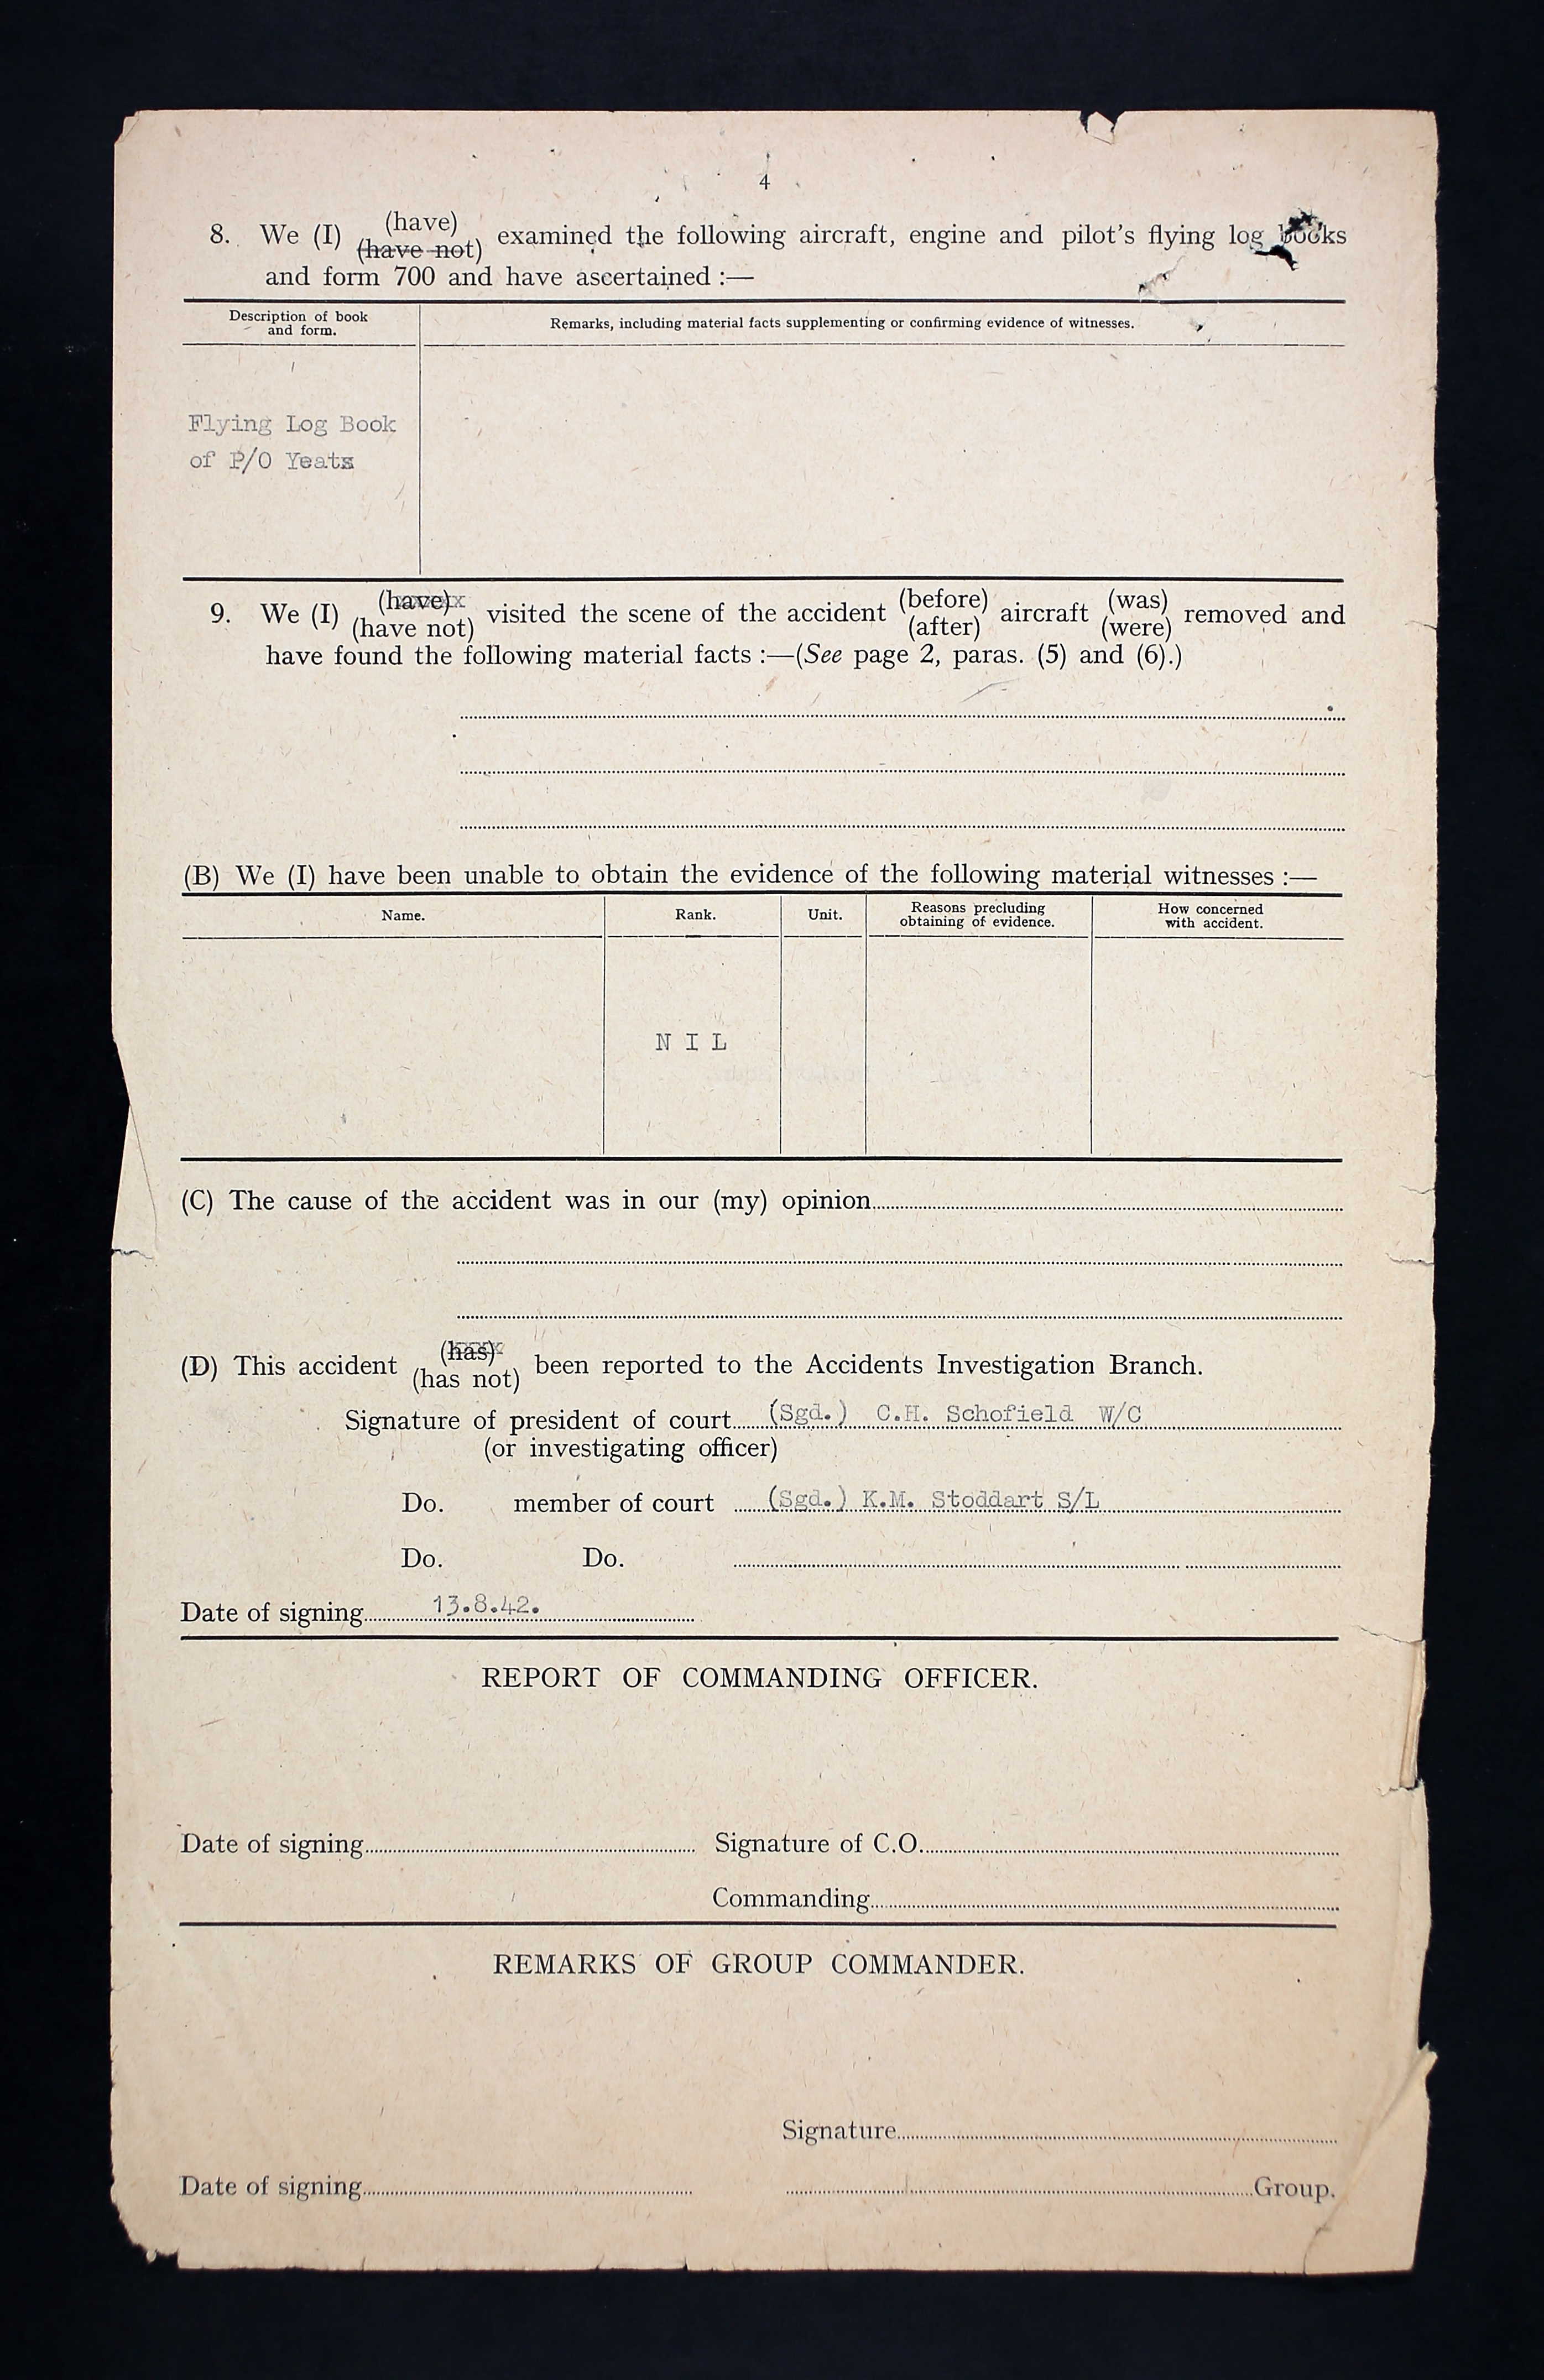 4
8. We (I) (have) (have not) examined the following aircraft, engine and pilot's flying log books
and form 700 and have ascertained :—
Description of book and form.
Remarks, including material facts supplementing or confirming evidence of witnesses.
Flying Log Book
of P/O Yeats
9. We (I) (have) (have not) visited the scene of the accident (before) (after) aircraft (was) (were) removed and
have found the following material facts :—(See page 2, paras. (5) and (6).)
(B) We (I) have been unable to obtain the evidence of the following material witnesses :—
Name. Rank. Unit. Reasons precluding obtaining of evidence. How concerned with accident.
N I L
(C) The cause of the accident was in our (my) opinion
(D) This accident (has) (has not) been reported to the Accidents Investigation Branch.
Signature of president of court (Sgd.) C.H. Schofield W/C
(or investigating officer)
Do. member of court (Sgd.) K.M. Stoddart S/L
Do. Do.
Date of signing 13.8.42.
REPORT OF COMMANDING OFFICER.
Date of signing Signature of C.O.
Commanding
REMARKS OF GROUP COMMANDER.
Signature
Date of signing Group.